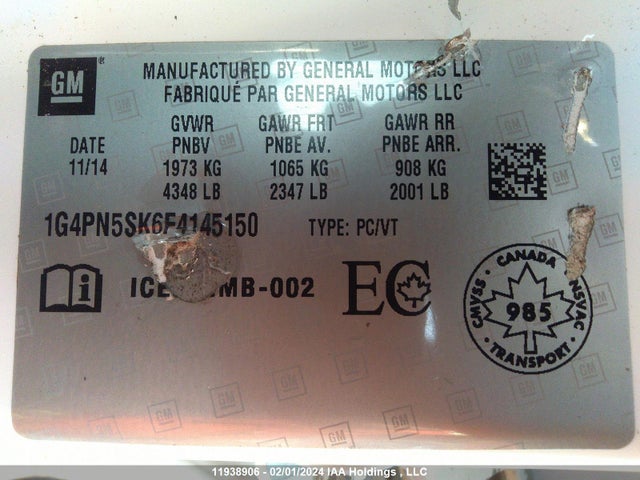 GM
MANUFACTURED BY GENERAL MOTORS LLC
FABRIQUÉ PAR GENERAL MOTORS LLC
GVWR GAWR FRT GAWR RR
DATE PNBV PNBE AV. PNBE ARR.
11/14 1973 KG 1065 KG 908 KG
4348 LB 2347 LB 2001 LB
1G4PN5SK6F4145150 TYPE: PC/VT
EC
CANADA
CMVSS 985 NSVAC
TRANSPORT
11938906 - 02/01/2024 IAA Holdings , LLC